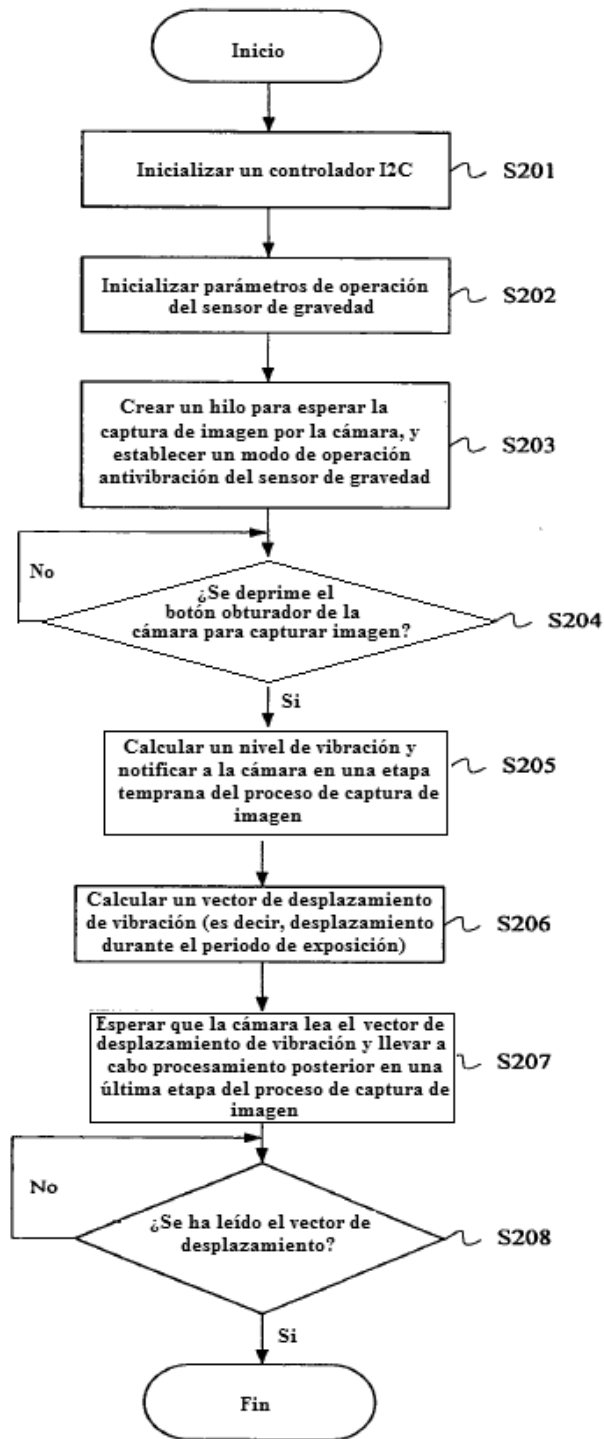 Inicio
Inicializar un controlador I2C
S201
Inicializar parámetros de operación
del sensor de gravedad
S202
Crear un hilo para esperar la
captura de imagen por la cámara, y
establecer un modo de operación
antivibración del sensor de gravedad
S203
No
¿Se deprime el
botón obturador de la
cámara para capturar imagen?
S204
Si
Calcular un nivel de vibración y
notificar a la cámara en una etapa
temprana del proceso de captura de
imagen
S205
Calcular un vector de desplazamiento
de vibración (es decir, desplazamiento
durante el periodo de exposición)
S206
Esperar que la cámara lea el vector de
desplazamiento de vibración y llevar a
cabo procesamiento posterior en una
última etapa del proceso de captura de
imagen
S207
No
¿Se ha leído el vector de
desplazamiento?
S208
Si
Fin